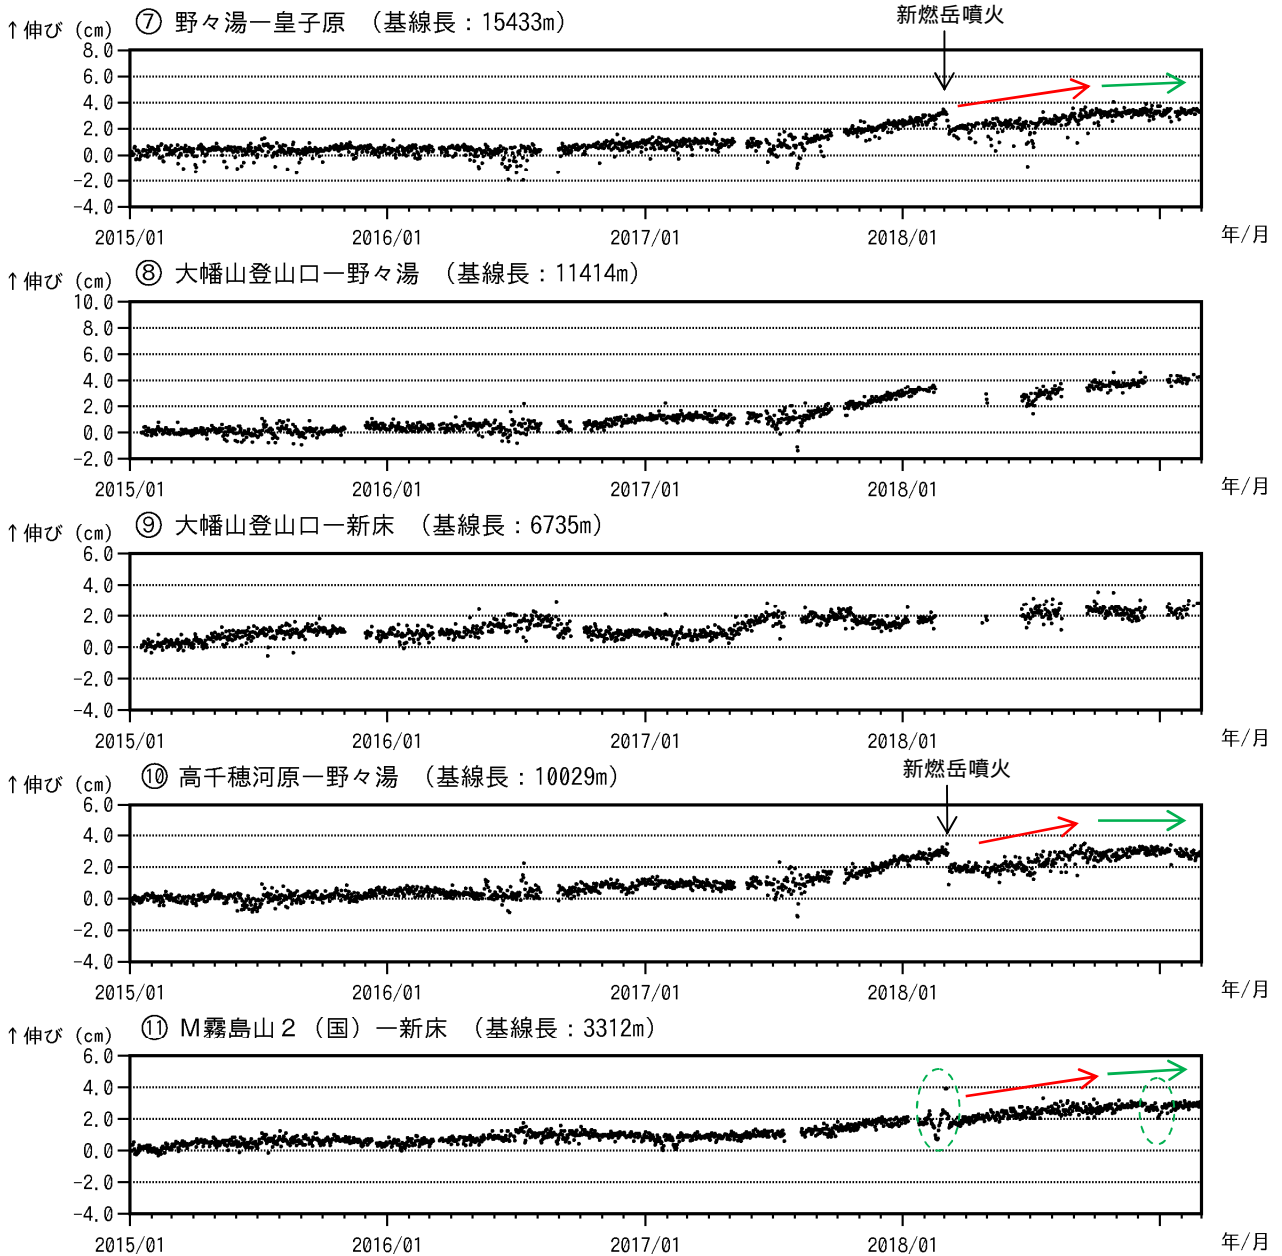 ⑦ 野々湯ー皇子原 （基線長：15433m）
新燃岳噴火
↑伸び (cm)
8.0
6.0
4.0
2.0
0.0
-2.0
-4.0
2015/01 2016/01 2017/01 2018/01 年/月
⑧ 大幡山登山口ー野々湯 （基線長：11414m）
↑伸び (cm)
10.0
8.0
6.0
4.0
2.0
0.0
-2.0
2015/01 2016/01 2017/01 2018/01 年/月
⑨ 大幡山登山口ー新床 （基線長：6735m）
↑伸び (cm)
6.0
4.0
2.0
0.0
-2.0
-4.0
2015/01 2016/01 2017/01 2018/01 年/月
⑩ 高千穂河原ー野々湯 （基線長：10029m）
新燃岳噴火
↑伸び (cm)
6.0
4.0
2.0
0.0
-2.0
-4.0
2015/01 2016/01 2017/01 2018/01 年/月
⑪ Ｍ霧島山２（国）ー新床 （基線長：3312m）
↑伸び (cm)
6.0
4.0
2.0
0.0
-2.0
-4.0
2015/01 2016/01 2017/01 2018/01 年/月